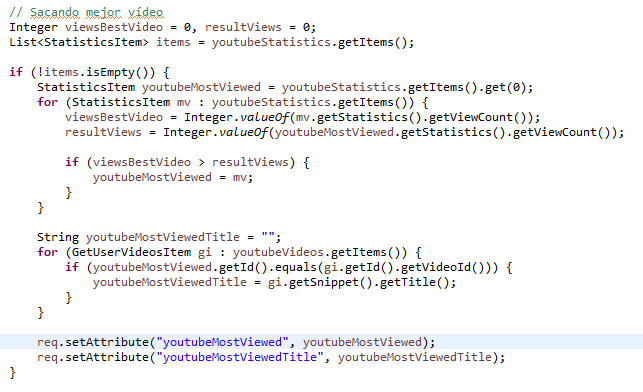 // Sacando mejor vídeo
Integer viewsBestVideo = 0, resultViews = 0;
List<StatisticsItem> items = youtubeStatistics.getItems();

if (!items.isEmpty()) {
    StatisticsItem youtubeMostViewed = youtubeStatistics.getItems().get(0);
    for (StatisticsItem mv : youtubeStatistics.getItems()) {
        viewsBestVideo = Integer.valueOf(mv.getStatistics().getViewCount());
        resultViews = Integer.valueOf(youtubeMostViewed.getStatistics().getViewCount());

        if (viewsBestVideo > resultViews) {
            youtubeMostViewed = mv;
        }
    }

    String youtubeMostViewedTitle = "";
    for (GetUserVideosItem gi : youtubeVideos.getItems()) {
        if (youtubeMostViewed.getId().equals(gi.getId().getVideoId())) {
            youtubeMostViewedTitle = gi.getSnippet().getTitle();
        }
    }

    req.setAttribute("youtubeMostViewed", youtubeMostViewed);
    req.setAttribute("youtubeMostViewedTitle", youtubeMostViewedTitle);
}